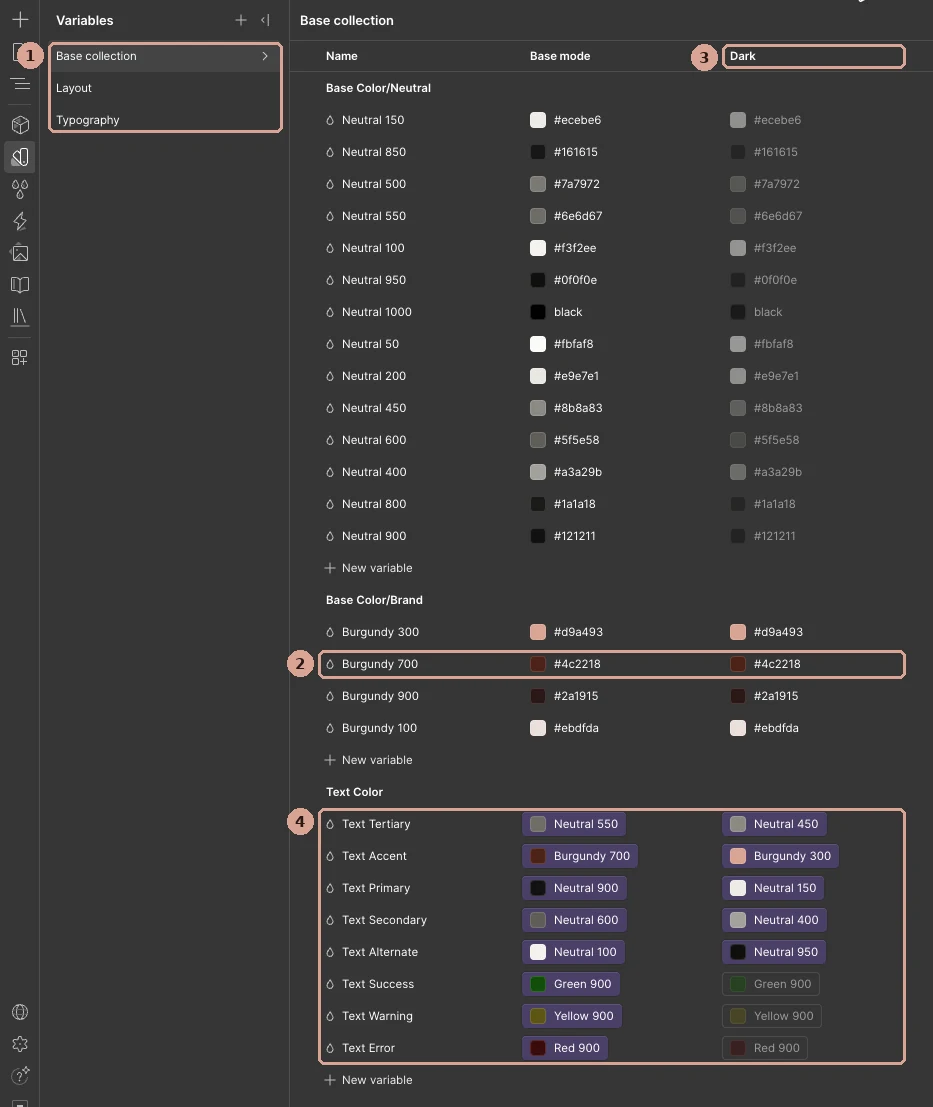 Variables
Base collection
1
Base collection
Layout
Typography
Name Base mode 3 Dark
Base Color/Neutral
Neutral 150 #ecebe6 #ecebe6
Neutral 850 #161615 #161615
Neutral 500 #7a7972 #7a7972
Neutral 550 #6e6d67 #6e6d67
Neutral 100 #f3f2ee #f3f2ee
Neutral 950 #0f0f0e #0f0f0e
Neutral 1000 black black
Neutral 50 #fbfaf8 #fbfaf8
Neutral 200 #e9e7e1 #e9e7e1
Neutral 450 #8b8a83 #8b8a83
Neutral 600 #5f5e58 #5f5e58
Neutral 400 #a3a29b #a3a29b
Neutral 800 #1a1a18 #1a1a18
Neutral 900 #121211 #121211
New variable
Base Color/Brand
Burgundy 300 #d9a493 #d9a493
2 Burgundy 700 #4c2218 #4c2218
Burgundy 900 #2a1915 #2a1915
Burgundy 100 #ebdfda #ebdfda
New variable
Text Color
4 Text Tertiary Neutral 550 Neutral 450
Text Accent Burgundy 700 Burgundy 300
Text Primary Neutral 900 Neutral 150
Text Secondary Neutral 600 Neutral 400
Text Alternate Neutral 100 Neutral 950
Text Success Green 900 Green 900
Text Warning Yellow 900 Yellow 900
Text Error Red 900 Red 900
New variable